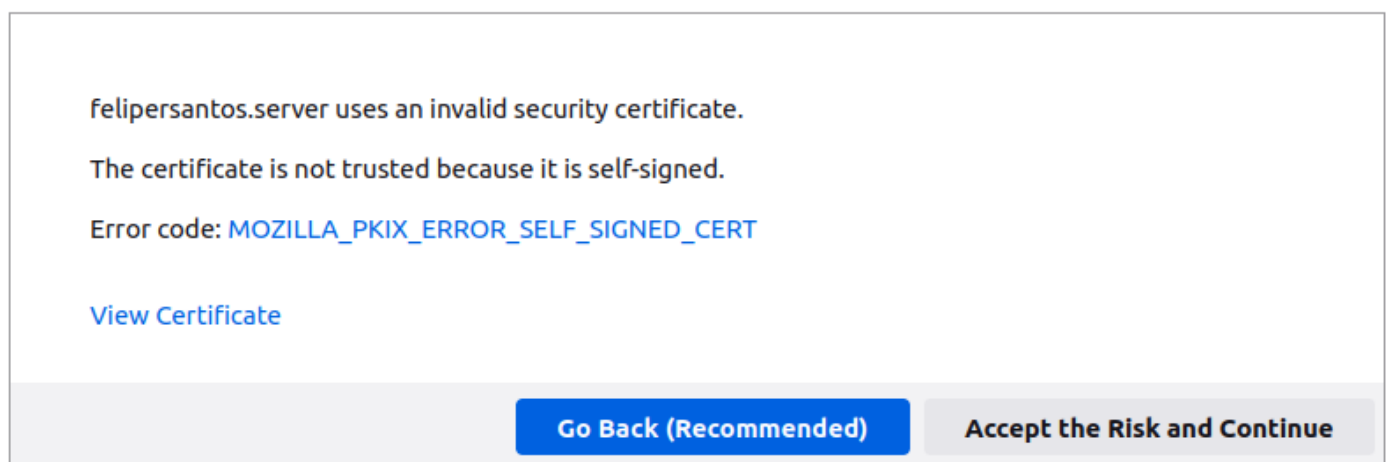 felipersantos.server uses an invalid security certificate.
The certificate is not trusted because it is self-signed.
Error code: MOZILLA_PKIX_ERROR_SELF_SIGNED_CERT
View Certificate
Go Back (Recommended)
Accept the Risk and Continue